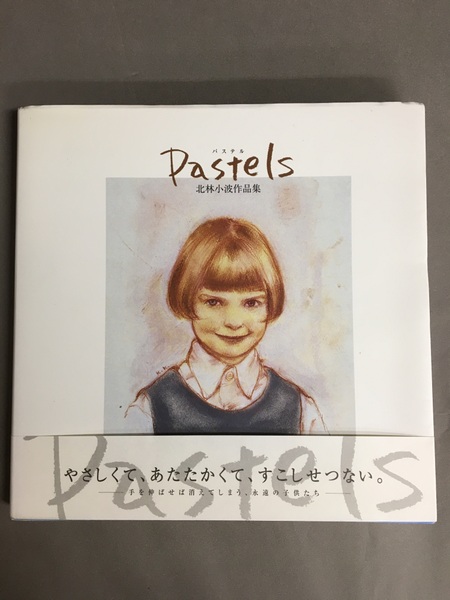 パステル
Pastels
北林小波作品集
Pastels
やさしくて、あたたかくて、すこしせつない。
手を伸ばせば消えてしまう、永遠の子供たち